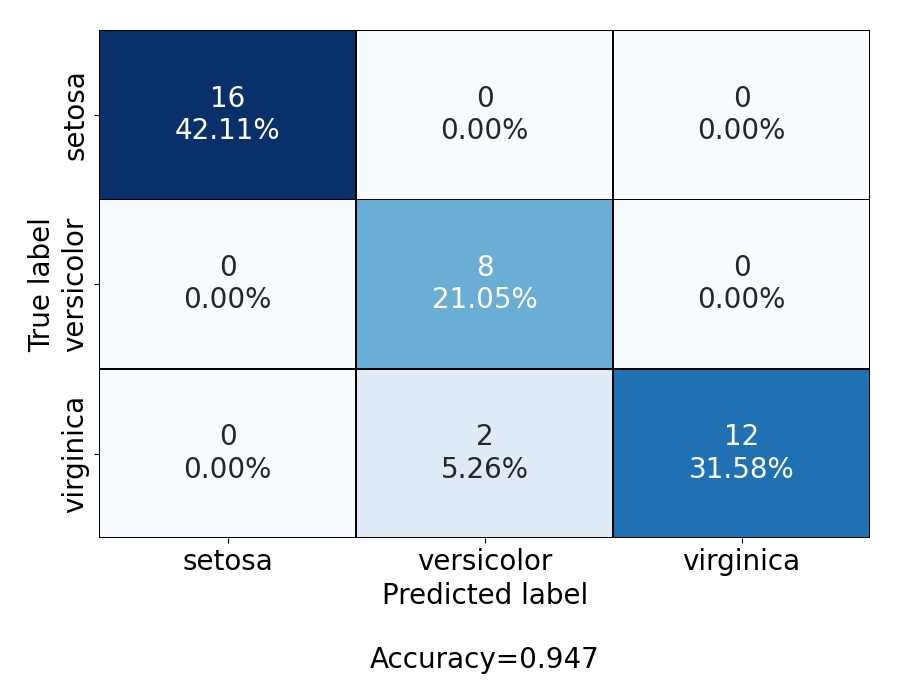 True label
setosa
16
42.11%
0
0.00%
0
0.00%
versicolor
0
0.00%
8
21.05%
0
0.00%
virginica
0
0.00%
2
5.26%
12
31.58%
setosa
versicolor
virginica
Predicted label
Accuracy=0.947